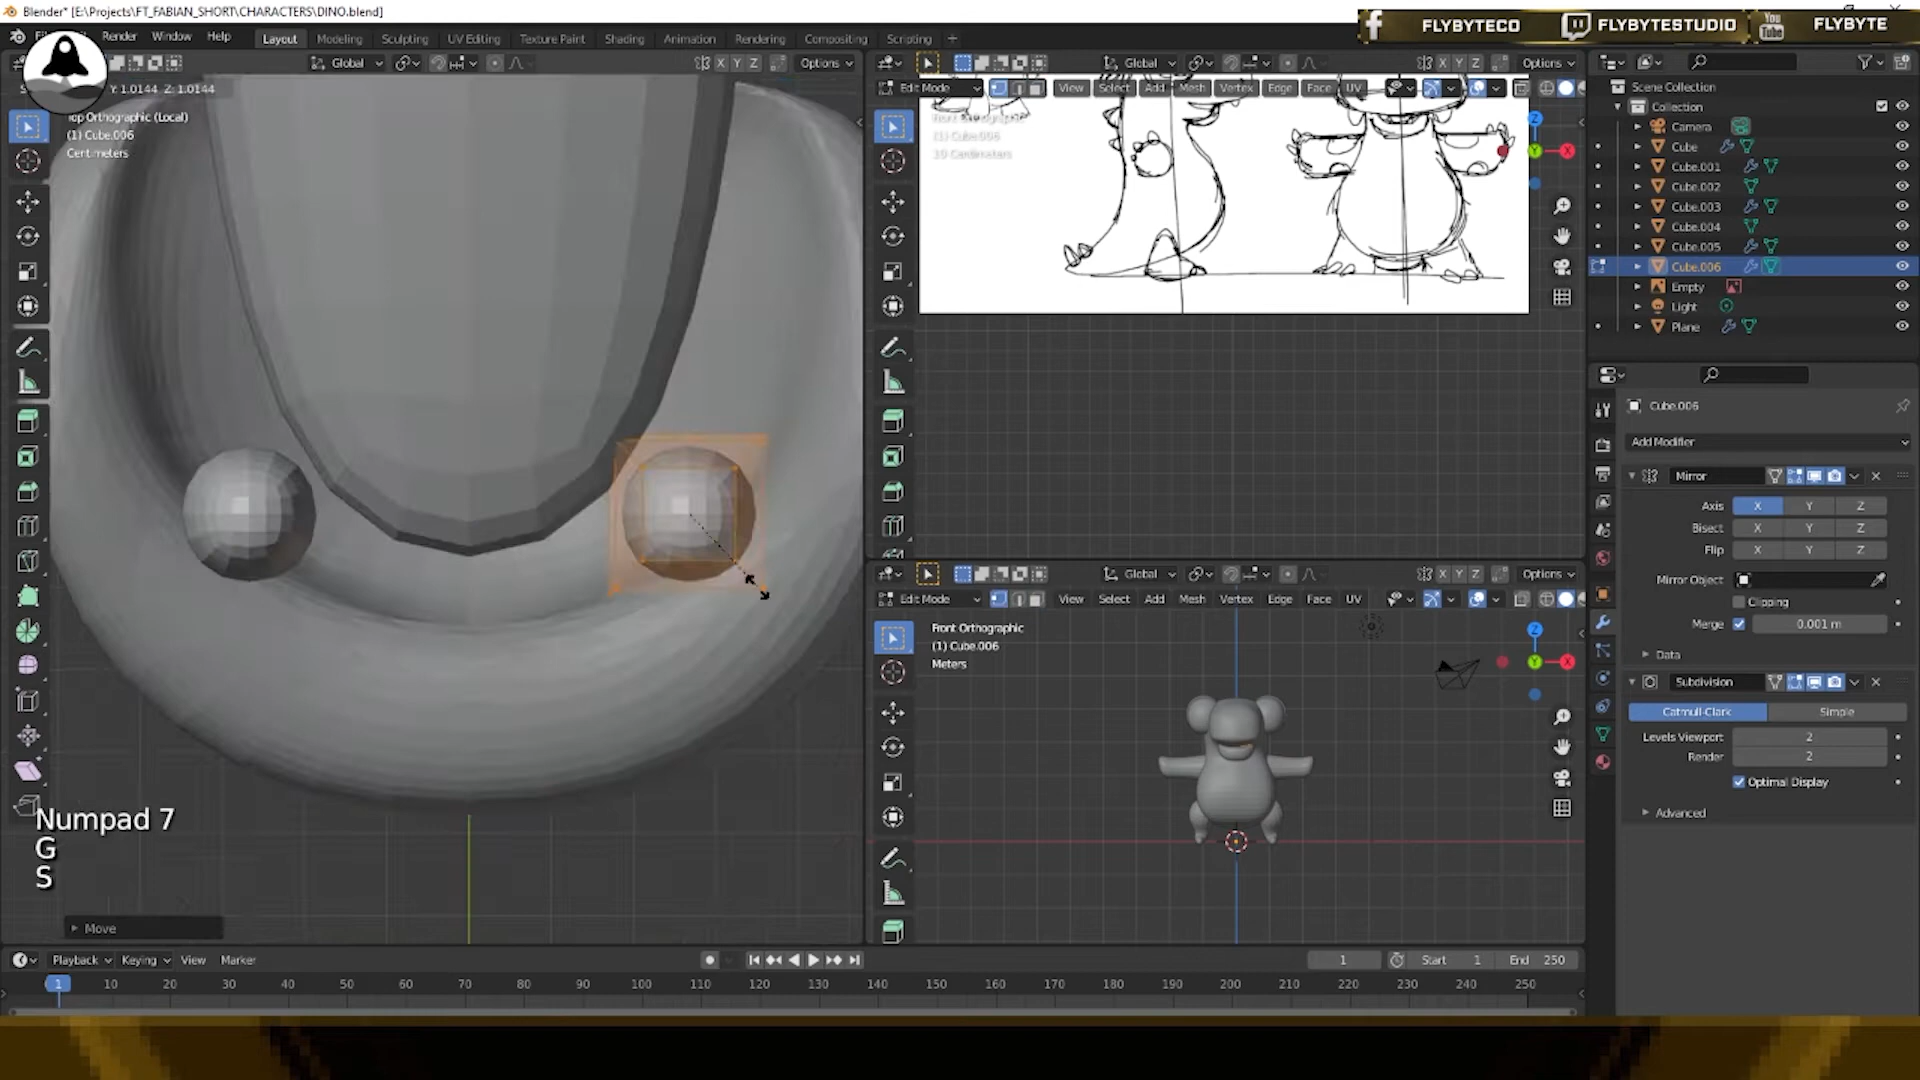 Blender* [E:\Projects\FT_FABIAN_SHORT\CHARACTERS\DINO.blend]
FLYBYTECO FLYBYTESTUDIO You Tube FLYBYTE
Render Window Help Layout Modeling Sculpting UV Editing Texture Paint Shading Animation Rendering Compositing Scripting +
Global X Y Z Options
Global X Y Z Options
Y: 1.0144 Z: 1.0144
Edit Mode View Select Add Mesh Vertex Edge Face UV
Top Orthographic (Local)
(1) Cube.006
Centimeters
Front Orthographic
(1) Cube.006
10 Centimeters
Z
Y
X
Scene Collection
Collection
Camera
Cube
Cube.001
Cube.002
Cube.003
Cube.004
Cube.005
Cube.006
Empty
Light
Plane
Cube.006
Add Modifier
Mirror
Axis X Y Z
Bisect X Y Z
Flip X Y Z
Mirror Object
Clipping
Merge 0.001 m
Data
Subdivision
Catmull-Clark Simple
Levels Viewport 2
Render 2
Optimal Display
Advanced
Global X Y Z Options
Edit Mode View Select Add Mesh Vertex Edge Face UV
Front Orthographic
(1) Cube.006
Meters
Z
Y
X
Numpad 7
G
S
Move
Playback Keying View Marker 1 Start 1 End 250
1 10 20 30 40 50 60 70 80 90 100 110 120 130 140 150 160 170 180 190 200 210 220 230 240 250